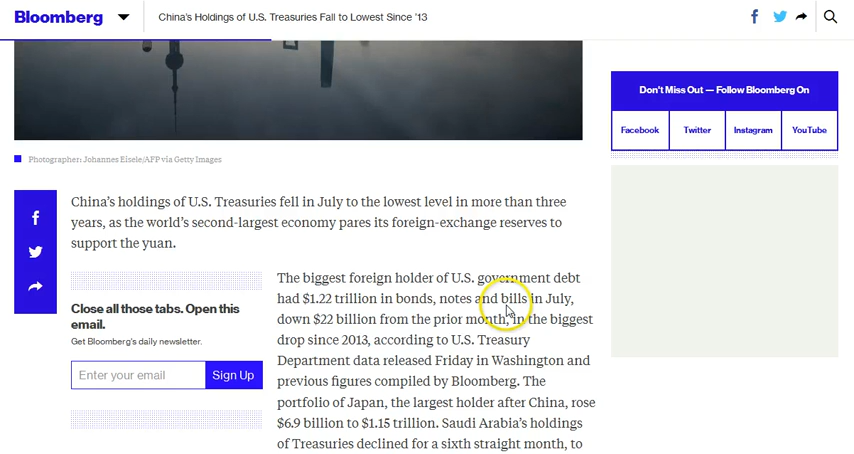 Bloomberg
China's Holdings of U.S. Treasuries Fall to Lowest Since '13
Don't Miss Out — Follow Bloomberg On
Facebook
Twitter
Instagram
YouTube
Photographer: Johannes Eisele/AFP via Getty Images
China's holdings of U.S. Treasuries fell in July to the lowest level in more than three
years, as the world's second-largest economy pares its foreign-exchange reserves to
support the yuan.
Close all those tabs. Open this
email.
Get Bloomberg's daily newsletter.
Enter your email
Sign Up
The biggest foreign holder of U.S. government debt
had $1.22 trillion in bonds, notes and bills in July,
down $22 billion from the prior month, in the biggest
drop since 2013, according to U.S. Treasury
Department data released Friday in Washington and
previous figures compiled by Bloomberg. The
portfolio of Japan, the largest holder after China, rose
$6.9 billion to $1.15 trillion. Saudi Arabia's holdings
of Treasuries declined for a sixth straight month, to